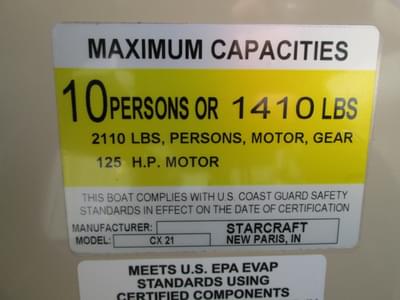 MAXIMUM CAPACITIES
10 PERSONS OR 1410 LBS
2110 LBS, PERSONS, MOTOR, GEAR
125 H.P. MOTOR
THIS BOAT COMPLIES WITH U.S. COAST GUARD SAFETY
STANDARDS IN EFFECT ON THE DATE OF CERTIFICATION
MANUFACTURER: STARCRAFT
MODEL: CX 21 NEW PARIS, IN
MEETS U.S. EPA EVAP
STANDARDS USING
CERTIFIED COMPONENTS